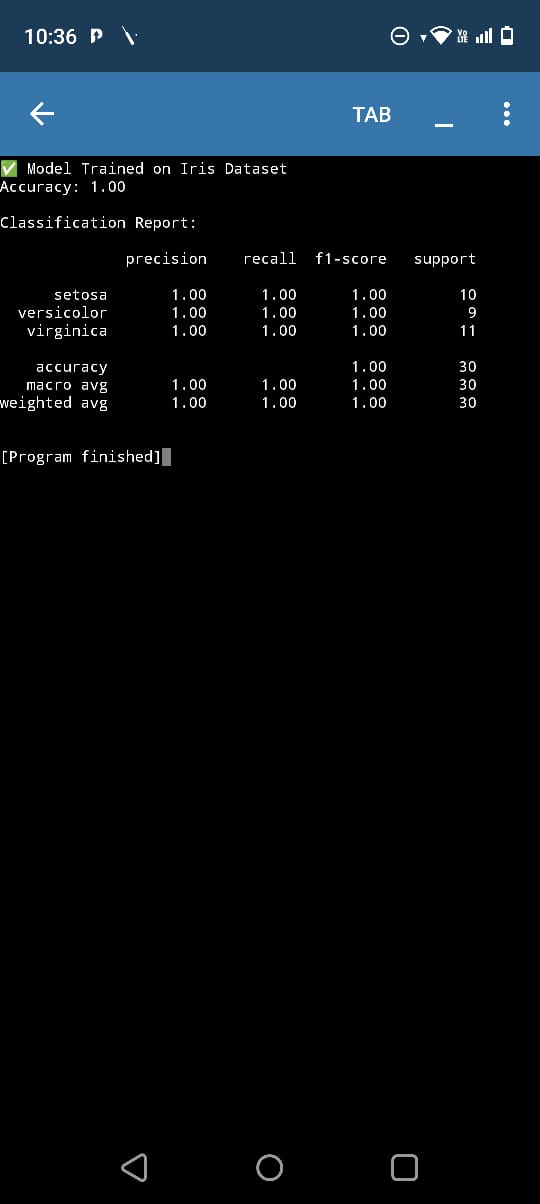 10:36
Vo LTE
TAB
✅ Model Trained on Iris Dataset
Accuracy: 1.00
Classification Report:
precision recall f1-score support
setosa 1.00 1.00 1.00 10
versicolor 1.00 1.00 1.00 9
virginica 1.00 1.00 1.00 11
accuracy 1.00 30
macro avg 1.00 1.00 1.00 30
weighted avg 1.00 1.00 1.00 30
[Program finished]